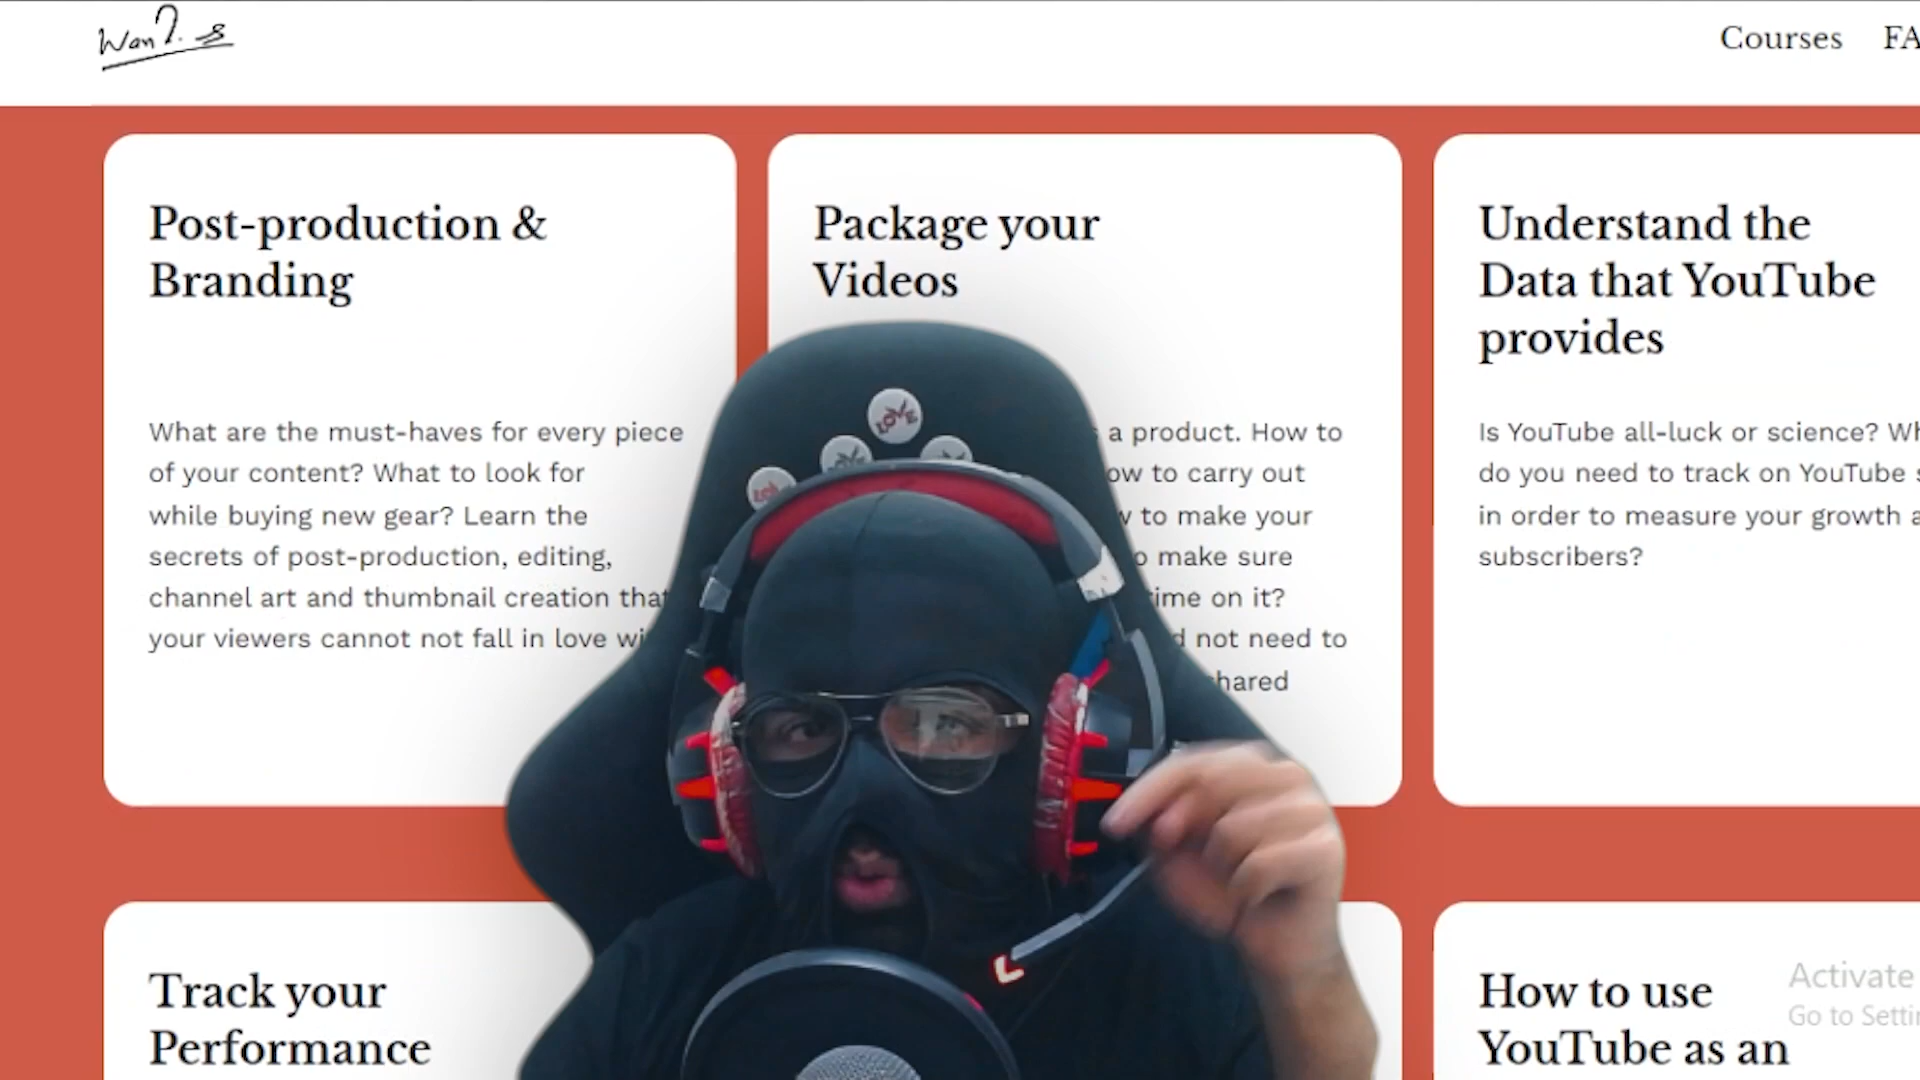 Courses
Post-production &
Branding
What are the must-haves for every piece
of your content? What to look for
while buying new gear? Learn the
secrets of post-production, editing,
channel art and thumbnail creation that
your viewers cannot not fall in love
Package your
Videos
a product. How to
to carry out
to make your
make sure
time on it?
not need to
shared
Understand the
Data that YouTube
provides
Is YouTube all-luck or science?
do you need to track on YouTube
in order to measure your growth
subscribers?
LOVE
Track your
Performance
How to use
YouTube as an
Activate
Go to